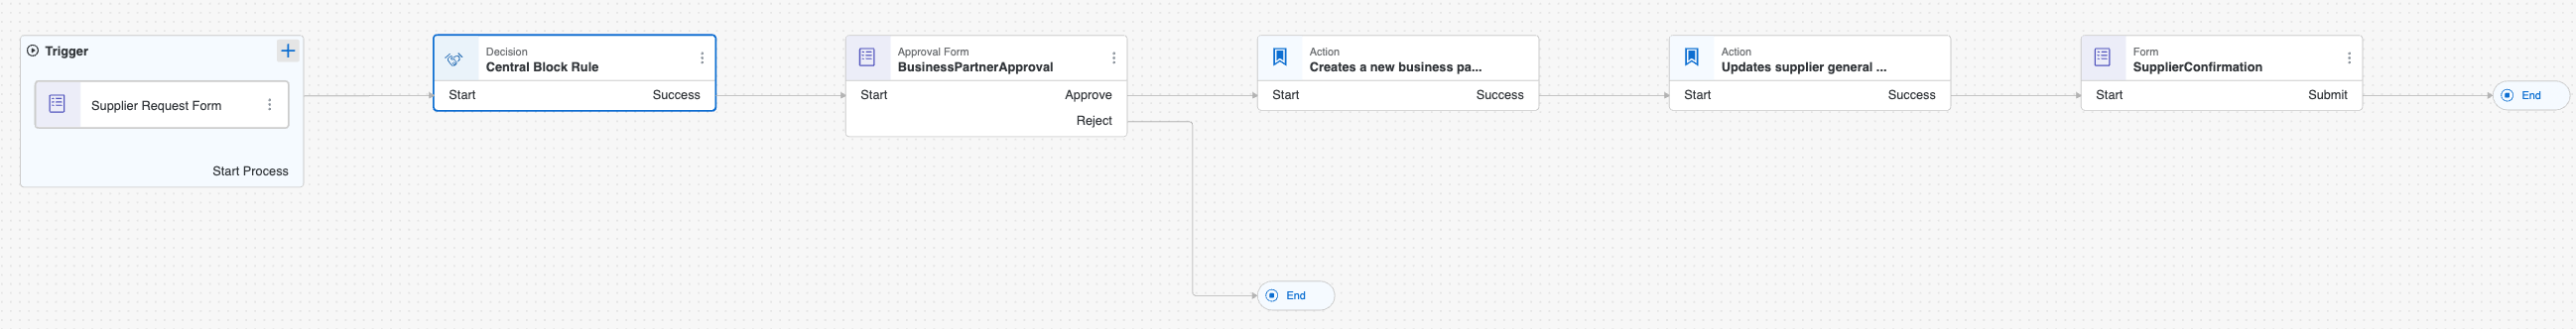 Trigger
Supplier Request Form
Start Process
Decision
Central Block Rule
Start Success
Approval Form
BusinessPartnerApproval
Start Approve
Reject
Action
Creates a new business pa...
Start Success
Action
Updates supplier general ...
Start Success
Form
SupplierConfirmation
Start Submit
End
End